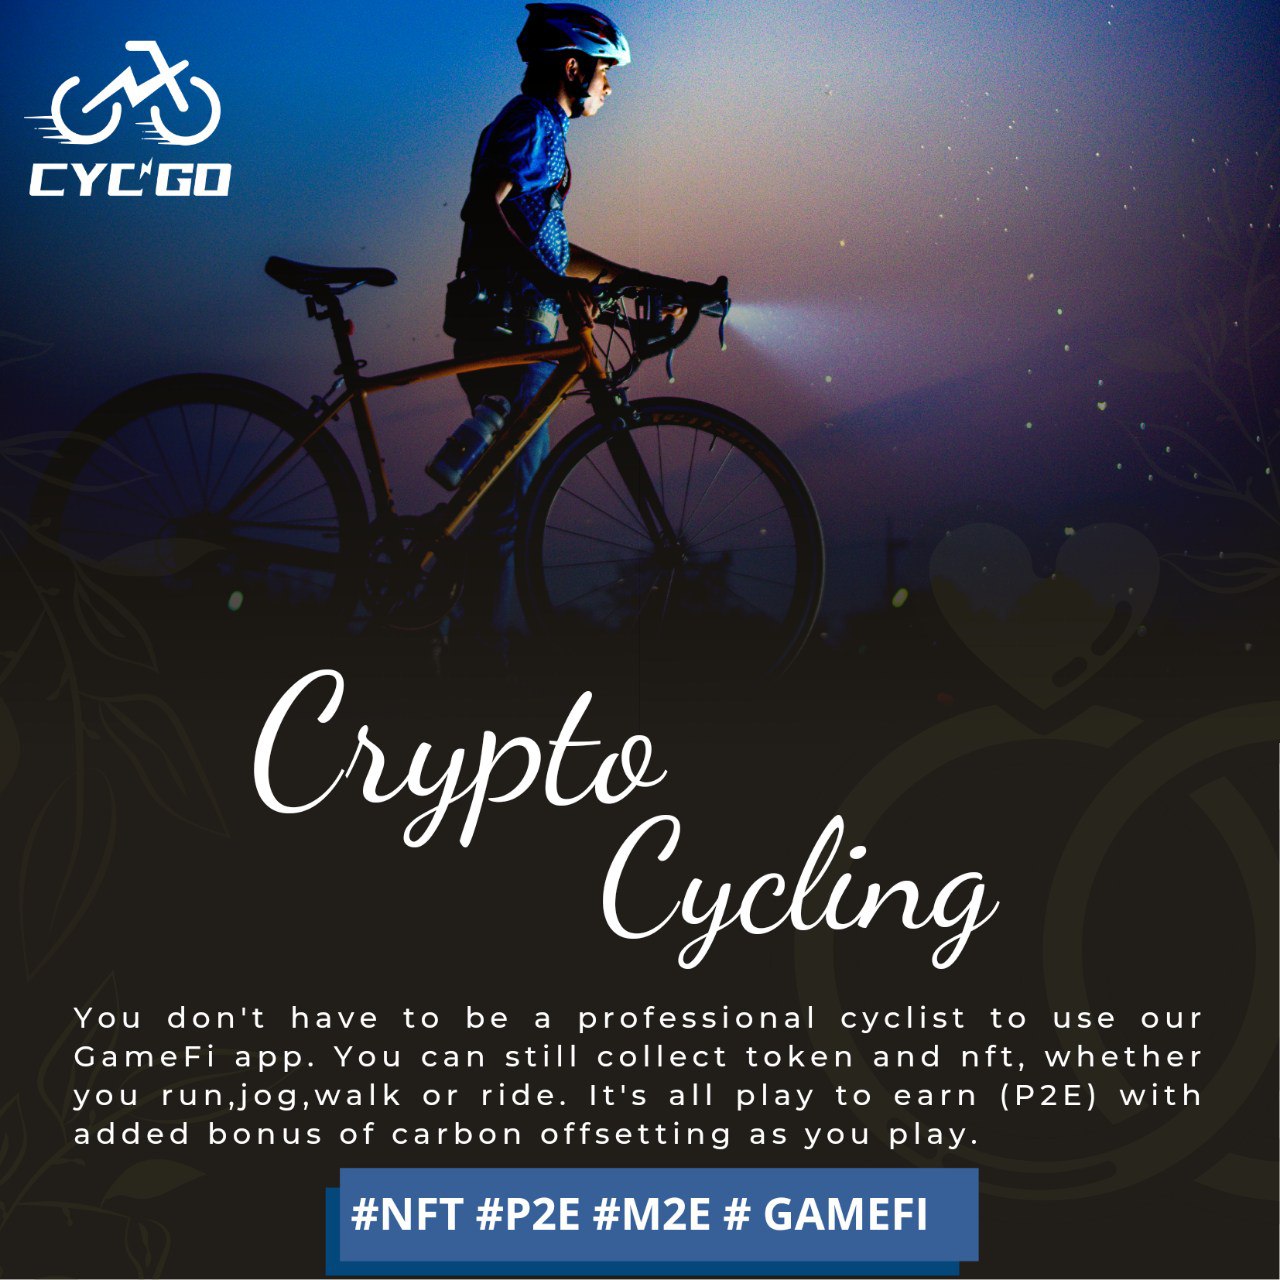 CYC'GO
Crypto
Cycling
You don't have to be a professional cyclist to use our
GameFi app. You can still collect token and nft, whether
you run,jog,walk or ride. It's all play to earn (P2E) with
added bonus of carbon offsetting as you play.
#NFT #P2E #M2E # GAMEFI